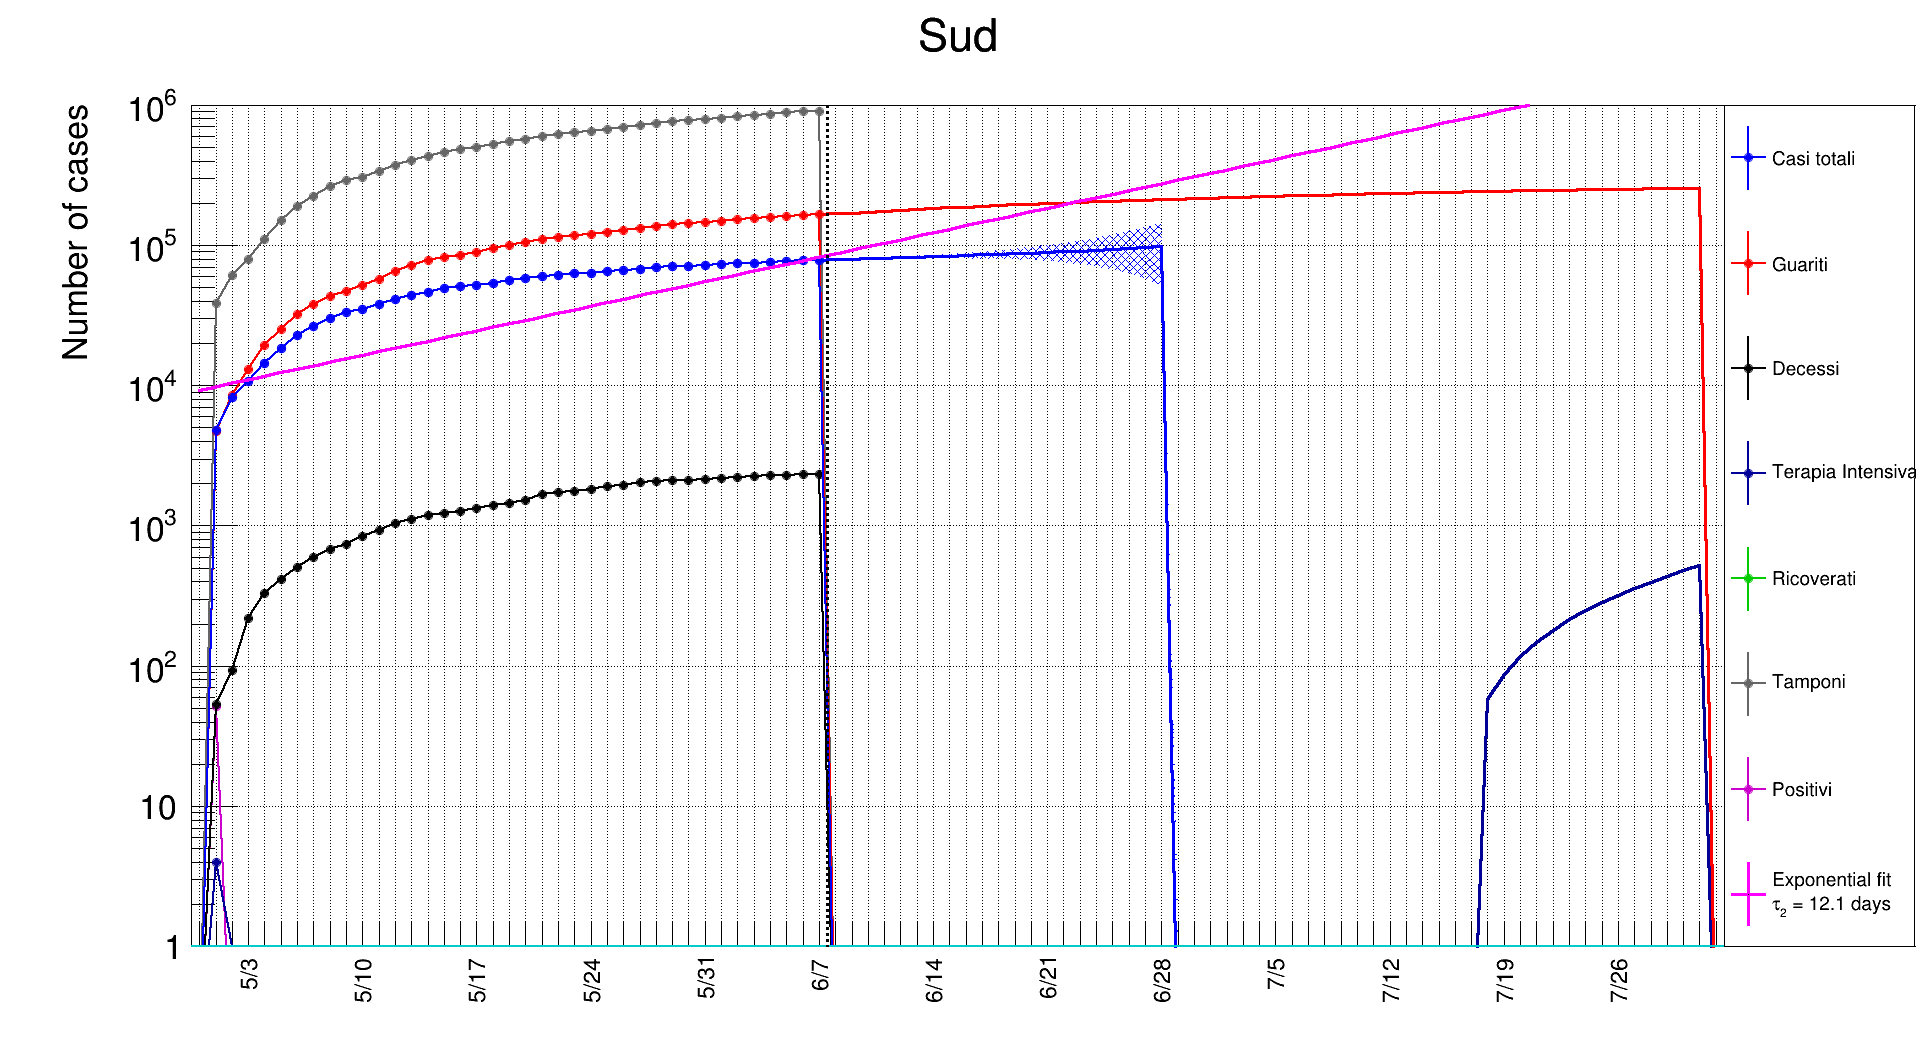 Sud
Number of cases
10^6
10^5
10^4
10^3
10^2
10
1
5/3
5/10
5/17
5/24
5/31
6/7
6/14
6/21
6/28
7/5
7/12
7/19
7/26
Casi totali
Guariti
Decessi
Terapia Intensiva
Ricoverati
Tamponi
Positivi
Exponential fit
τ_2 = 12.1 days